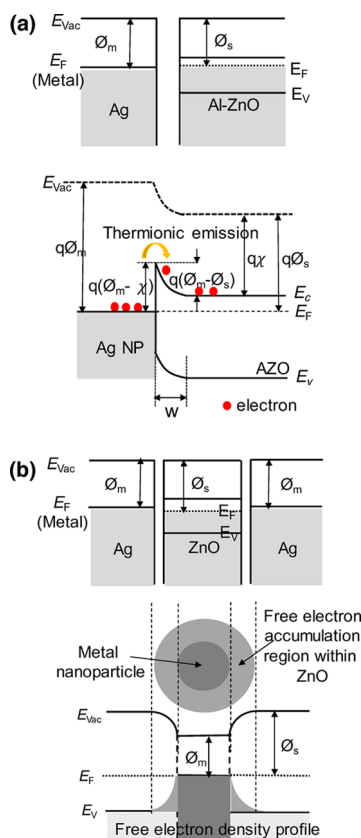 (a)
E_Vac
Ø_m
Ø_s
E_F
(Metal)
E_F
E_V
Ag
Al-ZnO
E_Vac
Thermionic emission
qØ_m
q(Ø_m-Ø_s)
qχ
qØ_s
q(Ø_m- χ)
E_c
E_F
Ag NP
AZO
E_v
W
electron
(b)
E_Vac
Ø_m
Ø_s
Ø_m
E_F
(Metal)
E_F
E_V
Ag
ZnO
Ag
Metal
nanoparticle
Free electron
accumulation
region within
ZnO
E_Vac
Ø_m
Ø_s
E_F
E_V
Free electron density profile